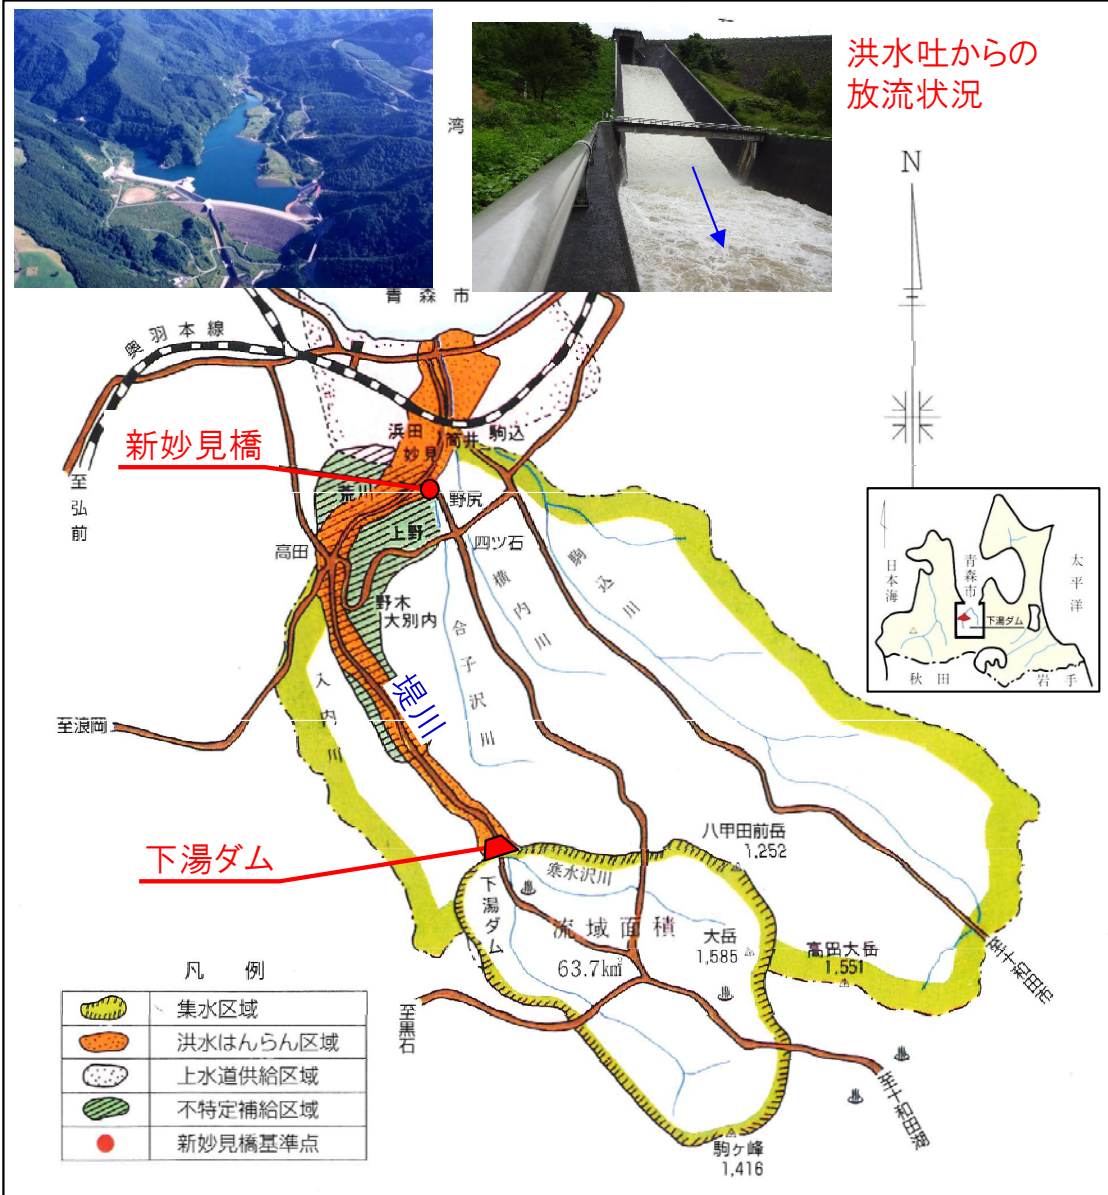 洪水吐からの
放流状況
湾
青森市
N
奥羽本線
新妙見橋
浜田
妙見
筒井
駒込
至弘前
荒川
野尻
上野
四ツ石
高田
野木
大別内
駒込川
横内川
合子沢川
入内川
堤川
至浪岡
日本海
青森市
太平洋
下湯ダム
秋田
岩手
八甲田前岳
1,252
下湯ダム
寒水沢川
下湯ダム
流域面積
63.7km²
大岳
1,585
高田大岳
1,551
至十和田市
至黒石
至十和田湖
駒ヶ峰
1,416
凡例
集水区域
洪水はんらん区域
上水道供給区域
不特定補給区域
新妙見橋基準点